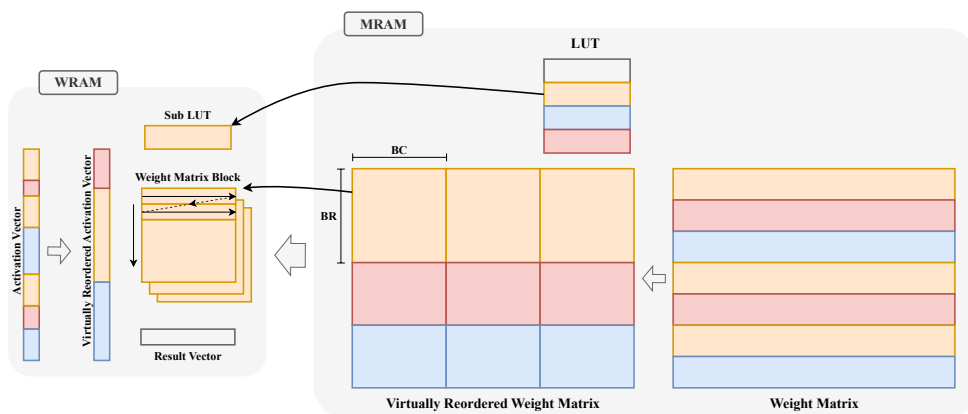 MRAM
LUT
WRAM
Sub LUT
BC
Weight Matrix Block
BR
Activation Vector
Virtually Reordered Activation Vector
Result Vector
Virtually Reordered Weight Matrix
Weight Matrix